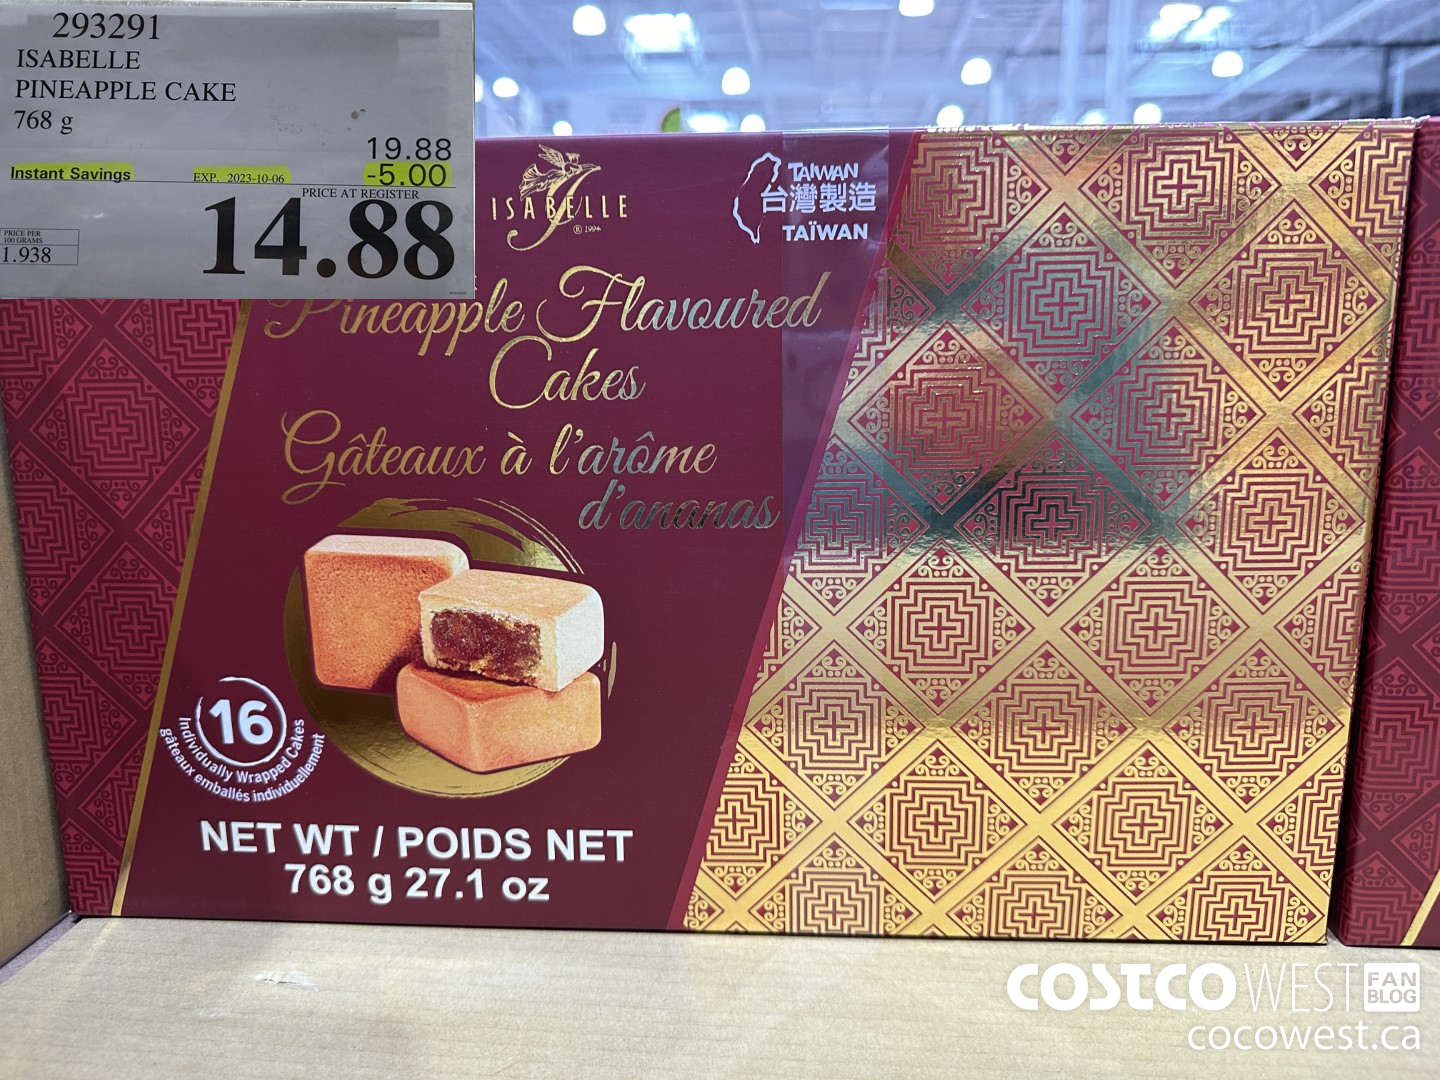 293291
ISABELLE
PINEAPPLE CAKE
768 g
19.88
Instant Savings EXP. 2023-10-06 -5.00
PRICE AT REGISTER
14.88
PRICE PER
100 GRAMS
1.938
ISABELLE
® 1994
TAIWAN
台灣製造
TAÏWAN
Pineapple Flavoured
Cakes
Gâteaux à l'arôme
d'ananas
16
Individually Wrapped Cakes
gâteaux emballés individuellement
NET WT / POIDS NET
768 g 27.1 oz
COSTCO WEST FAN BLOG
cocowest.ca